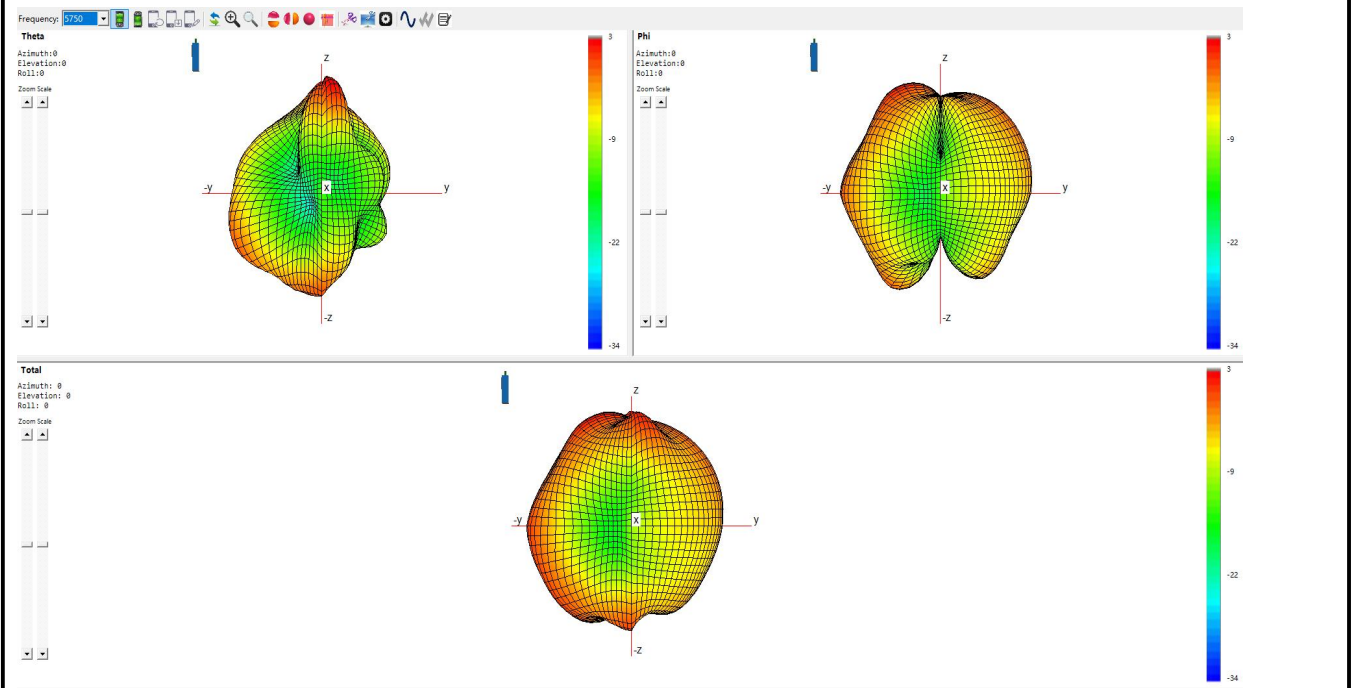 Frequency: 5750
Theta
Azimuth:0
Elevation:0
Roll:0
Zoom Scale
z
-y
x
y
-z
3
-9
-22
-34
Phi
Azimuth:0
Elevation:0
Roll:0
Zoom Scale
z
-y
x
y
-z
3
-9
-22
-34
Total
Azimuth: 0
Elevation: 0
Roll: 0
Zoom Scale
z
-y
x
y
-z
3
-9
-22
-34